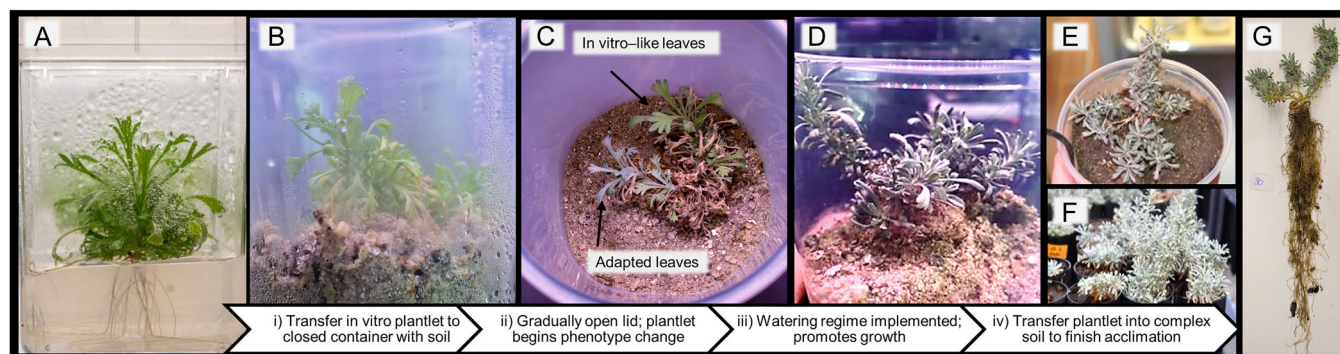 A
B
C
In vitro–like leaves
Adapted leaves
D
E
F
G
30
i) Transfer in vitro plantlet to
closed container with soil
ii) Gradually open lid; plantlet
begins phenotype change
iii) Watering regime implemented;
promotes growth
iv) Transfer plantlet into complex
soil to finish acclimation